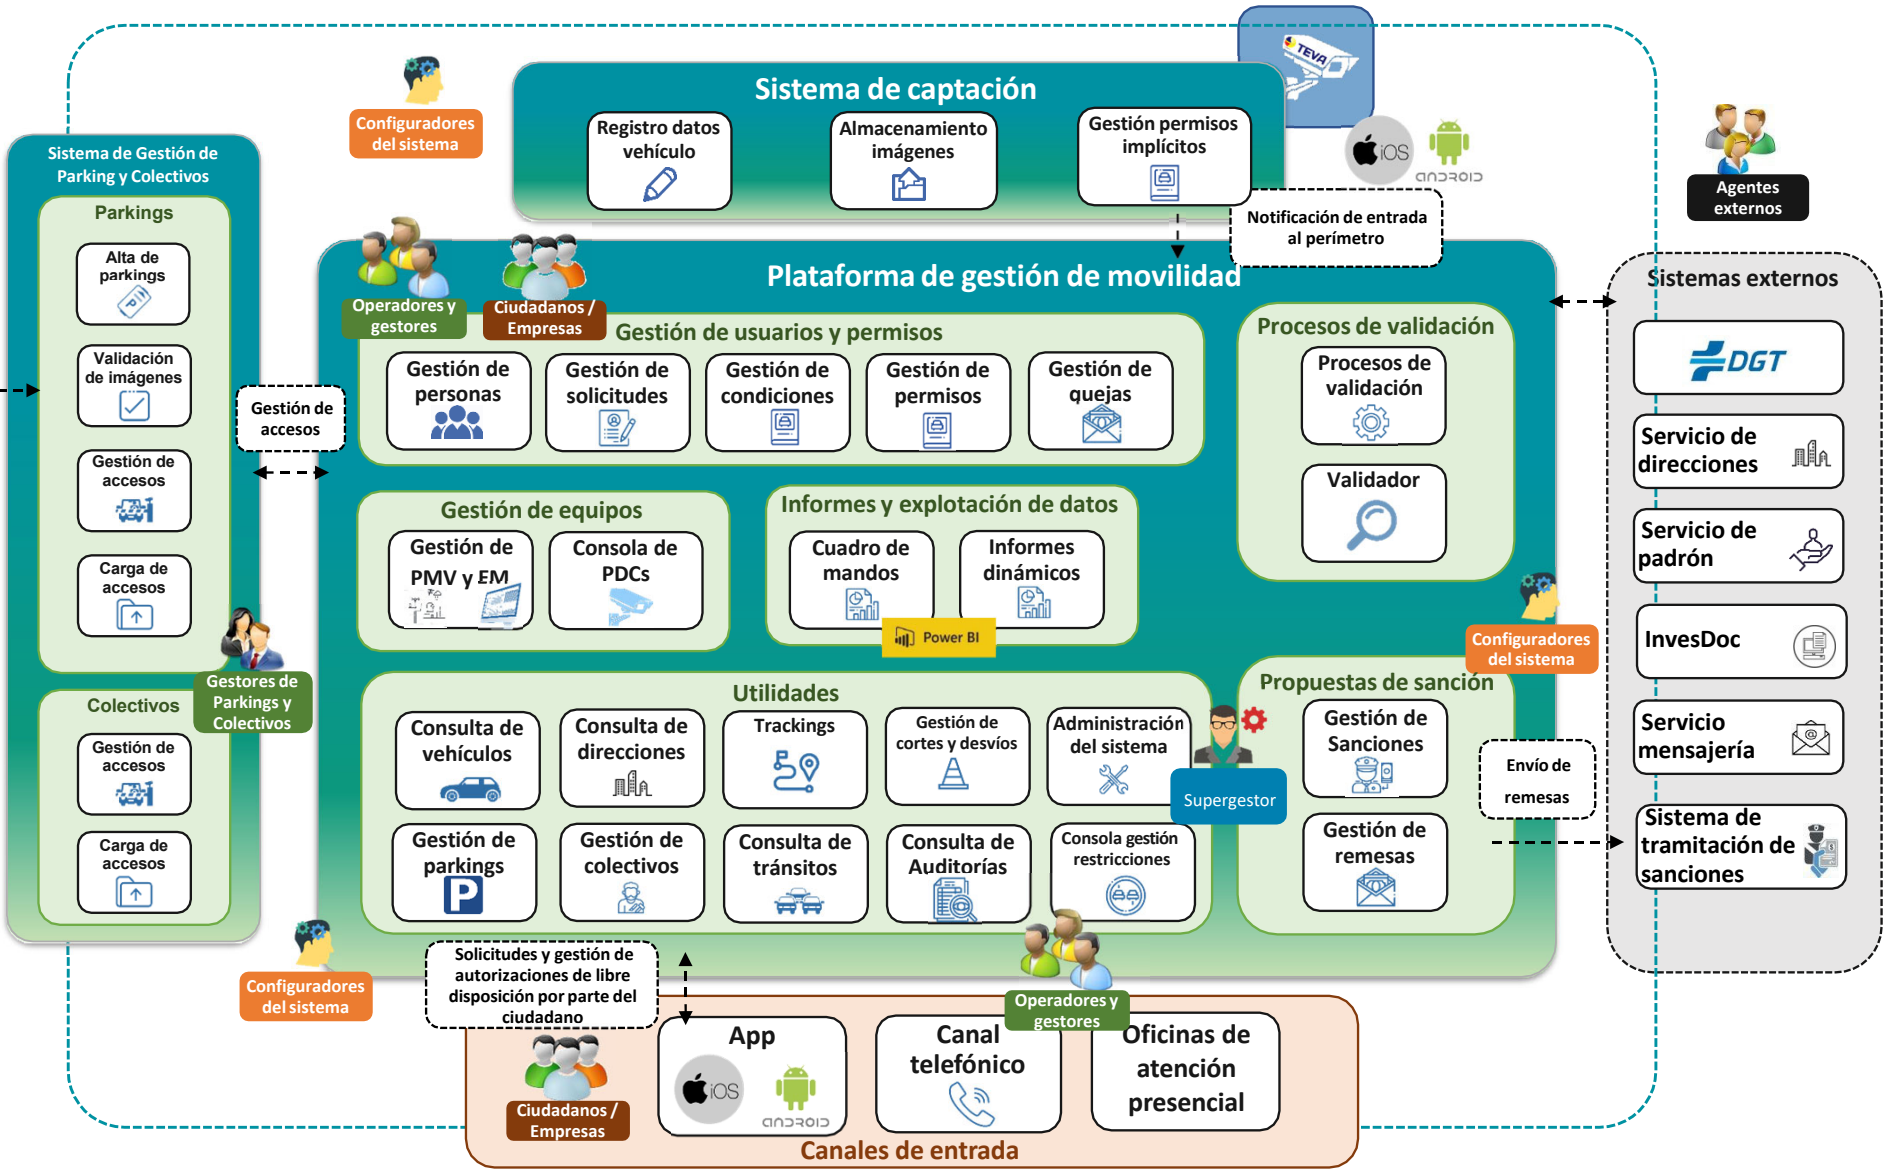 TEVA
Sistema de captación
Configuradores
del sistema
Registro datos
vehículo
Almacenamiento
imágenes
Gestión permisos
implícitos
iOS
ANDROID
Agentes
externos
Sistema de Gestión de
Parking y Colectivos
Parkings
Alta de
parkings
P
Validación
de imágenes
Gestión de
accesos
Carga de
accesos
Gestores de
Parkings y
Colectivos
Colectivos
Gestión de
accesos
Carga de
accesos
Gestión de
accesos
Notificación de entrada
al perímetro
Plataforma de gestión de movilidad
Operadores y
gestores
Ciudadanos /
Empresas
Gestión de usuarios y permisos
Gestión de
personas
Gestión de
solicitudes
Gestión de
condiciones
Gestión de
permisos
Gestión de
quejas
Procesos de validación
Procesos de
validación
Validador
Gestión de equipos
Gestión de
PMV y EM
Consola de
PDCs
Informes y explotación de datos
Cuadro de
mandos
Informes
dinámicos
Power BI
Configuradores
del sistema
Utilidades
Consulta de
vehículos
Consulta de
direcciones
Trackings
Gestión de
cortes y desvíos
Administración
del sistema
Supergestor
Gestión de
parkings
P
Gestión de
colectivos
Consulta de
tránsitos
Consulta de
Auditorías
Consola gestión
restricciones
Propuestas de sanción
Gestión de
Sanciones
Gestión de
remesas
Envío de
remesas
Sistemas externos
DGT
Servicio de
direcciones
Servicio de
padrón
InvesDoc
Servicio
mensajería
Sistema de
tramitación de
sanciones
Configuradores
del sistema
Solicitudes y gestión de
autorizaciones de libre
disposición por parte del
ciudadano
Operadores y
gestores
Ciudadanos /
Empresas
App
iOS
ANDROID
Canal
telefónico
Oficinas de
atención
presencial
Canales de entrada